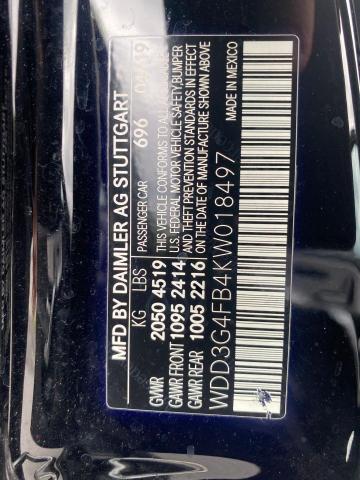 MFD BY DAIMLER AG STUTTGART
KG LBS PASSENGER CAR 696
GWR 2050 4519 THIS VEHICLE CONFORMS TO ALL
GAWR FRONT 1095 2414 U.S. FEDERAL MOTOR VEHICLE SAFETY, BUMPER
GAWR REAR 1005 2216 AND THEFT PREVENTION STANDARDS IN EFFECT
ON THE DATE OF MANUFACTURE SHOWN ABOVE
WDD3G4FB4KW018497 MADE IN MEXICO